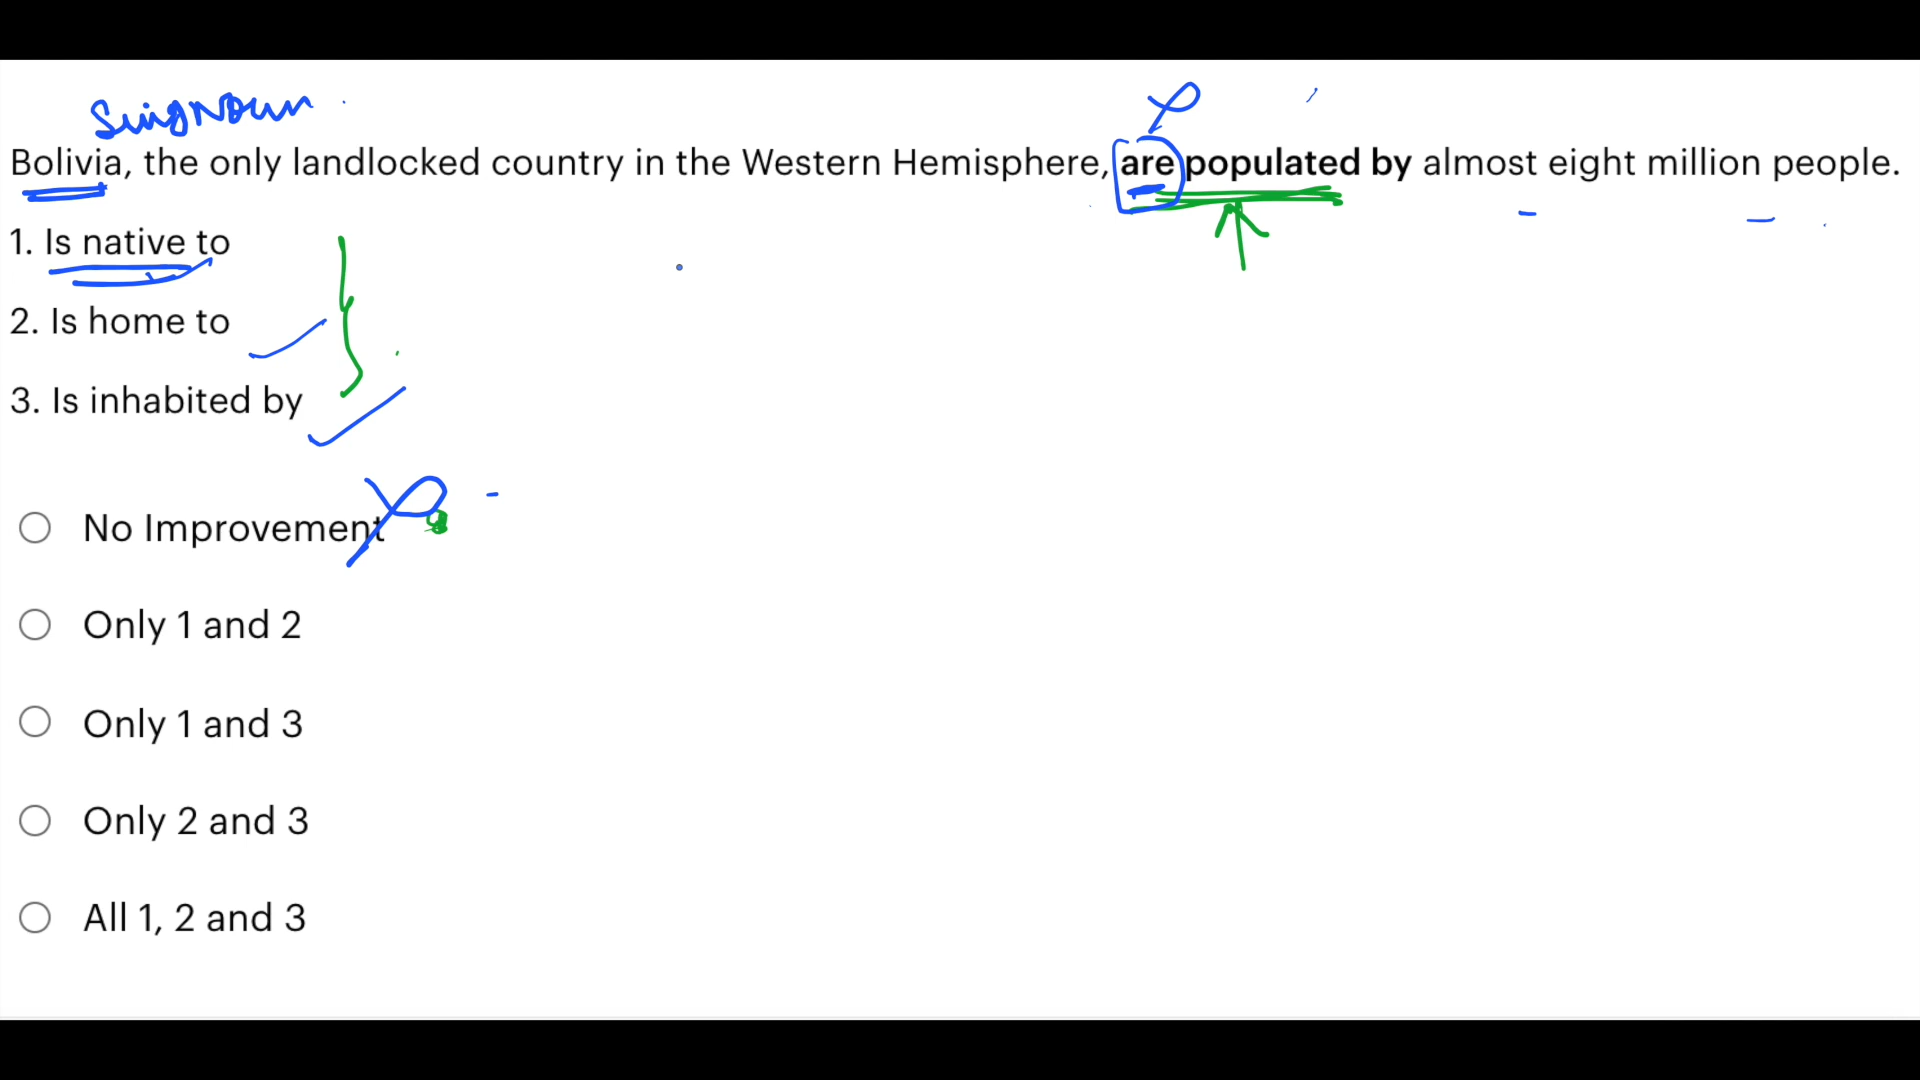 SingNoun
Bolivia, the only landlocked country in the Western Hemisphere, are populated by almost eight million people.
1. Is native to
2. Is home to
3. Is inhabited by
No Improvement
Only 1 and 2
Only 1 and 3
Only 2 and 3
All 1, 2 and 3